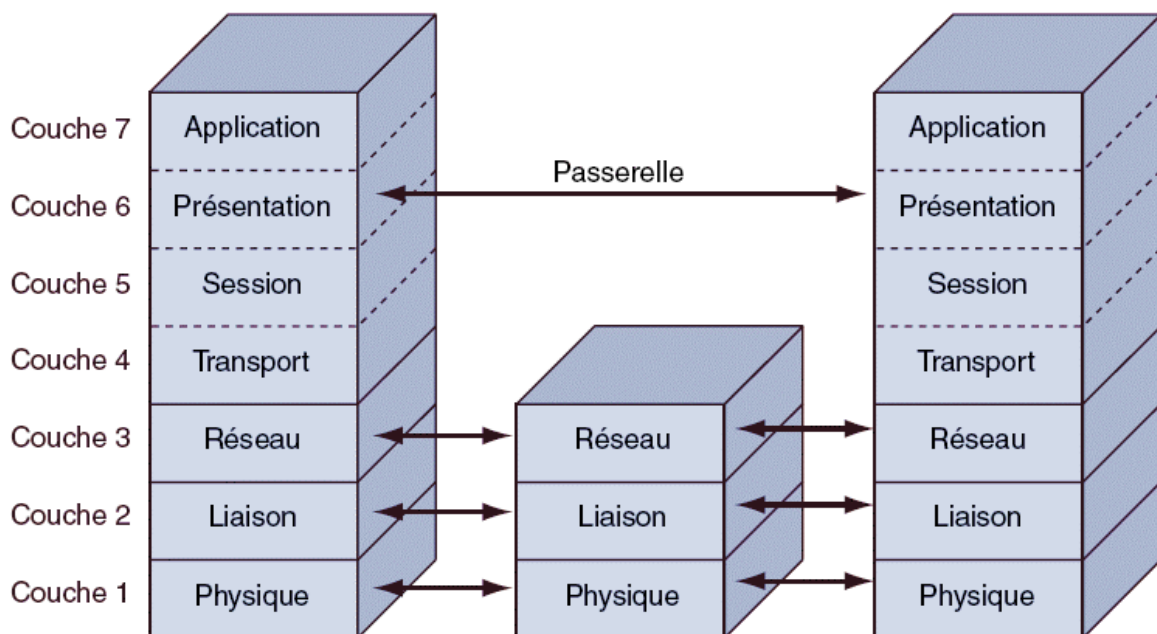 Couche 7 Application Application
Passerelle
Couche 6 Présentation Présentation
Couche 5 Session Session
Couche 4 Transport Transport
Couche 3 Réseau Réseau Réseau
Couche 2 Liaison Liaison Liaison
Couche 1 Physique Physique Physique